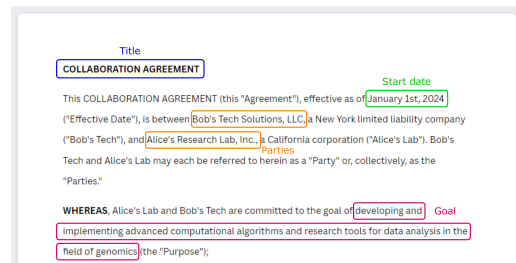 Title
COLLABORATION AGREEMENT
Start date
This COLLABORATION AGREEMENT (this "Agreement"), effective as of January 1st, 2024
("Effective Date"), is between Bob's Tech Solutions, LLC, a New York limited liability company
("Bob's Tech"), and Alice's Research Lab, Inc., a California corporation ("Alice's Lab"). Bob's
Parties
Tech and Alice's Lab may each be referred to herein as a "Party" or, collectively, as the
"Parties."
WHEREAS, Alice's Lab and Bob's Tech are committed to the goal of developing and Goal
implementing advanced computational algorithms and research tools for data analysis in the
field of genomics (the "Purpose");